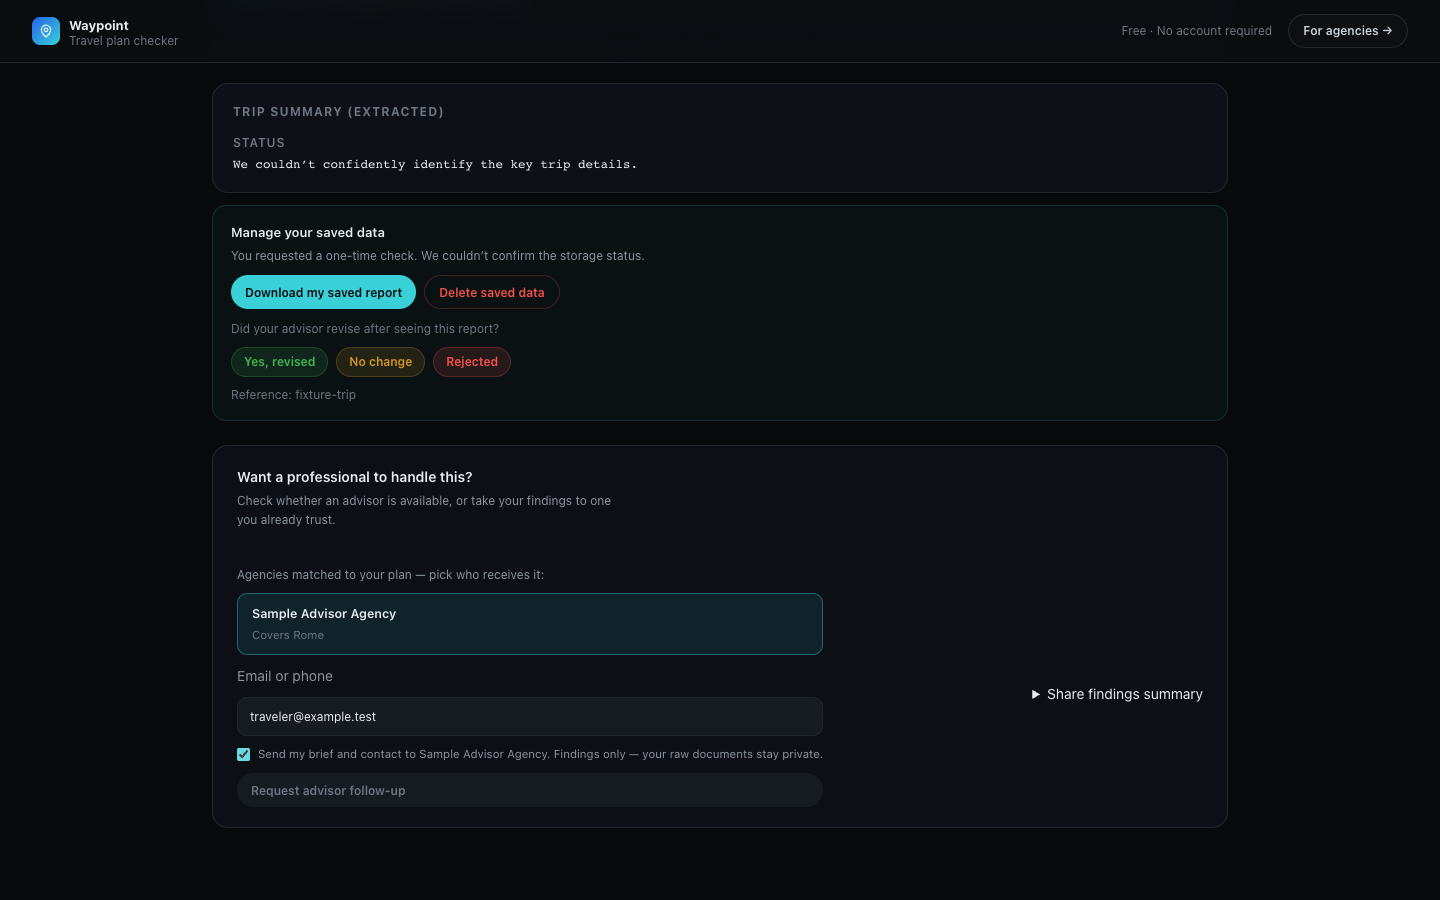 Waypoint
Travel plan checker
Free · No account required
For agencies →
TRIP SUMMARY (EXTRACTED)
STATUS
We couldn’t confidently identify the key trip details.
Manage your saved data
You requested a one-time check. We couldn’t confirm the storage status.
Download my saved report
Delete saved data
Did your advisor revise after seeing this report?
Yes, revised
No change
Rejected
Reference: fixture-trip
Want a professional to handle this?
Check whether an advisor is available, or take your findings to one
you already trust.
Agencies matched to your plan — pick who receives it:
Sample Advisor Agency
Covers Rome
Email or phone
traveler@example.test
Send my brief and contact to Sample Advisor Agency. Findings only — your raw documents stay private.
Request advisor follow-up
▶ Share findings summary